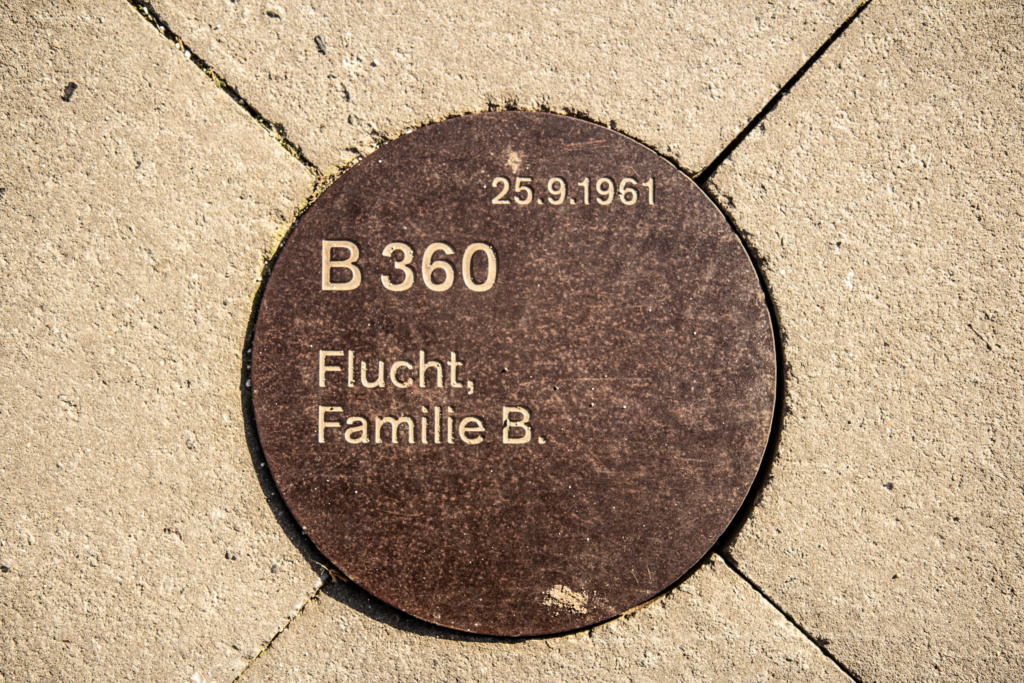 25.9.1961
B 360
Flucht,
Familie B.